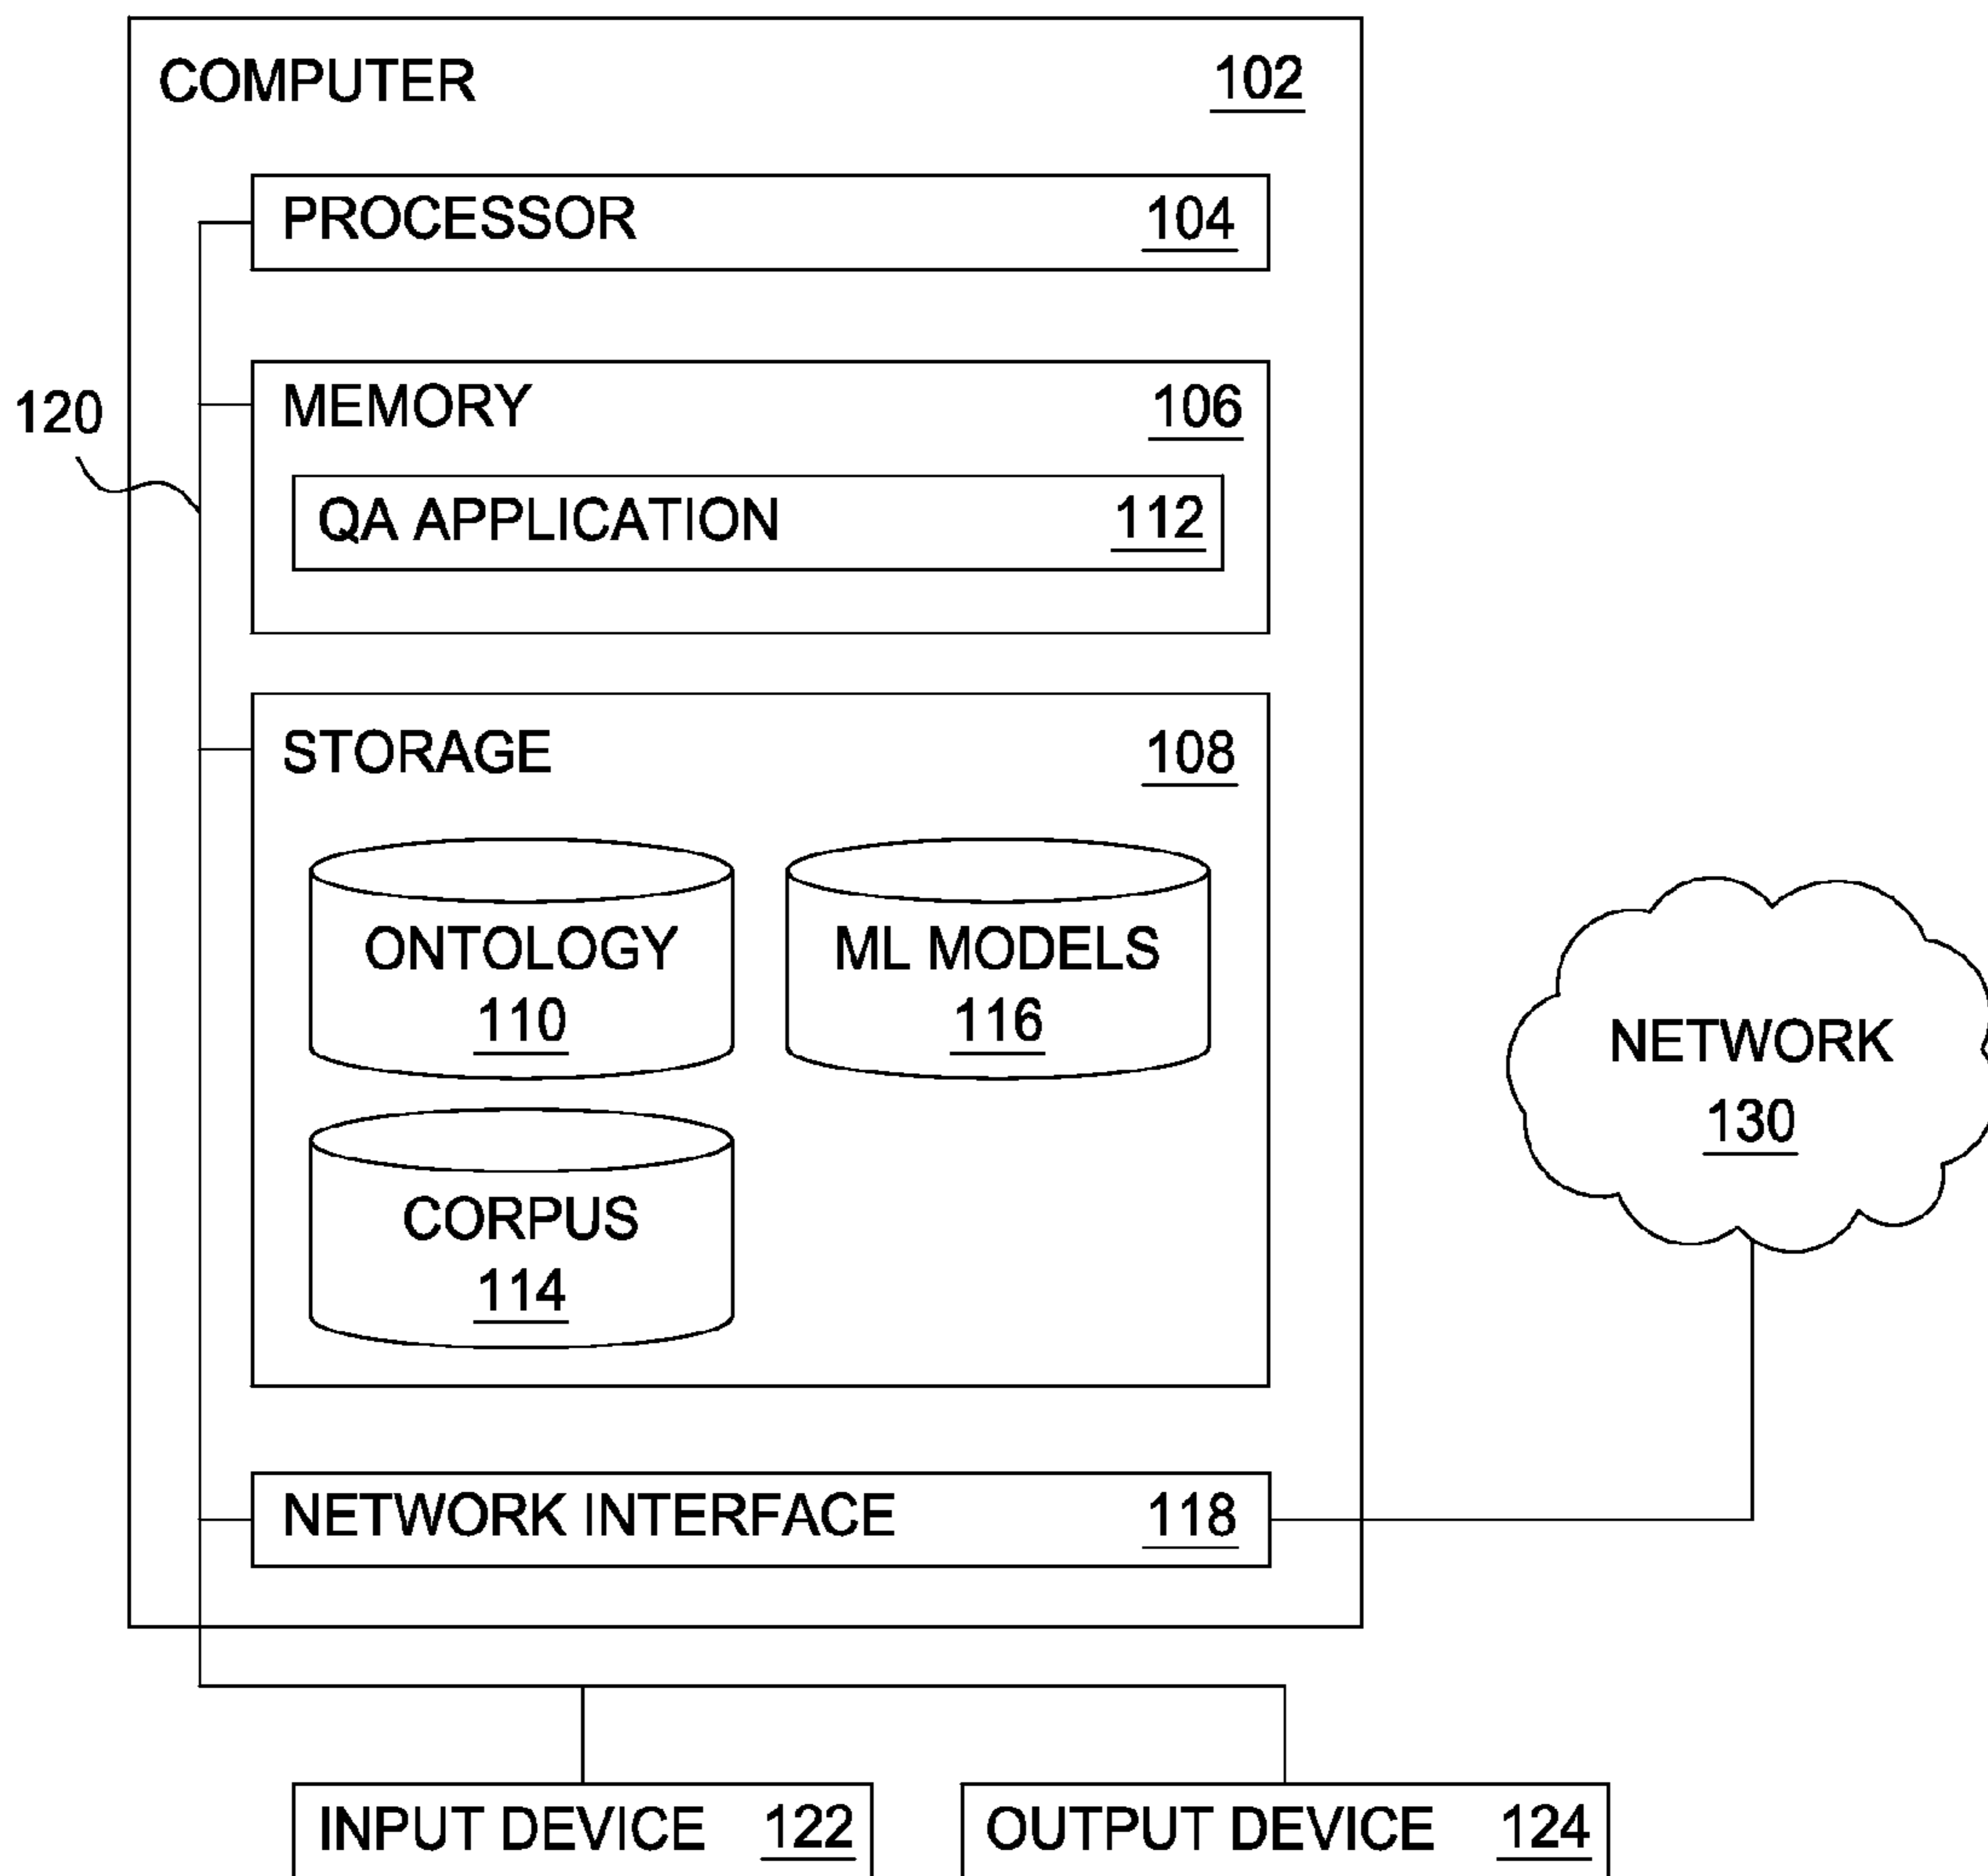 COMPUTER 102
PROCESSOR 104
120
MEMORY 106
QA APPLICATION 112
STORAGE 108
ONTOLOGY
110
ML MODELS
116
CORPUS
114
NETWORK
130
NETWORK INTERFACE 118
INPUT DEVICE 122
OUTPUT DEVICE 124